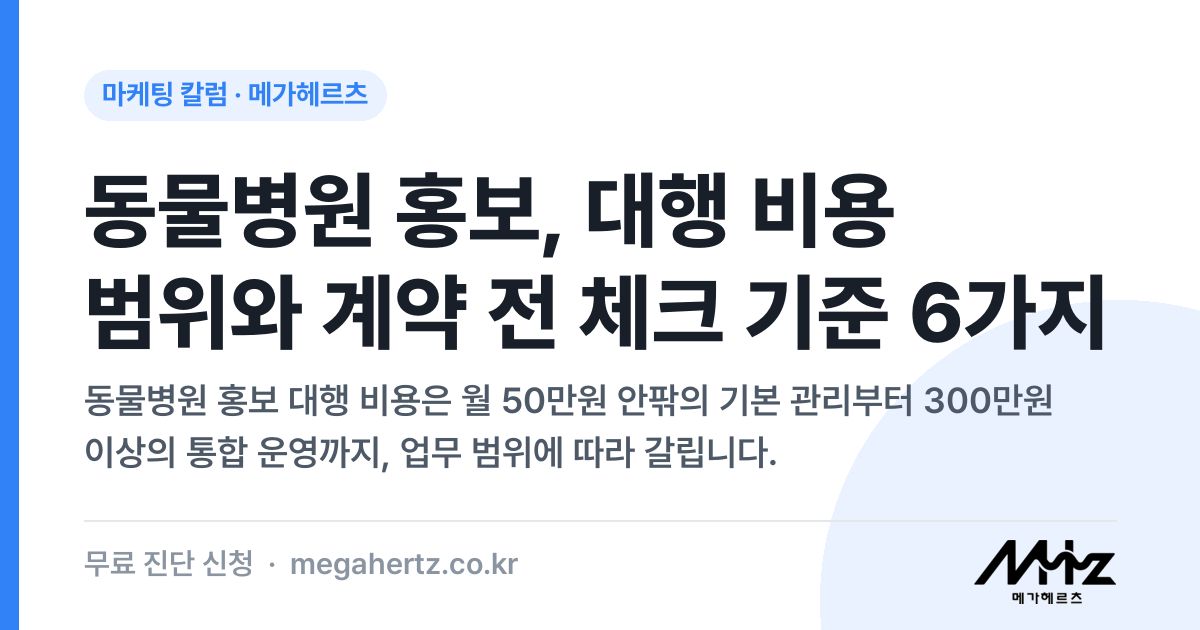 마케팅 칼럼 · 메가헤르츠
동물병원 홍보, 대행 비용
범위와 계약 전 체크 기준 6가지
동물병원 홍보 대행 비용은 월 50만원 안팎의 기본 관리부터 300만원
이상의 통합 운영까지, 업무 범위에 따라 갈립니다.
무료 진단 신청 · megahertz.co.kr
MHz
메가헤르츠